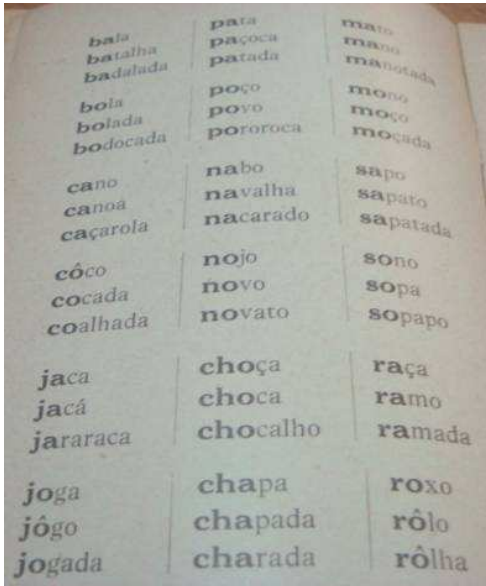 bala pata mato
batalha paçoca mano
badalada patada manotada
bola poço mono
bolada povo moço
bodocada pororoca moçada
cano nabo sapo
canoa navalha sapato
caçarola nacarado sapatada
côco nojo sono
cocada novo sopa
coalhada novato sopapo
jaca choça raça
jacá choca ramo
jararaca chocalho ramada
joga chapa roxo
jôgo chapada rôlo
jogada charada rôlha